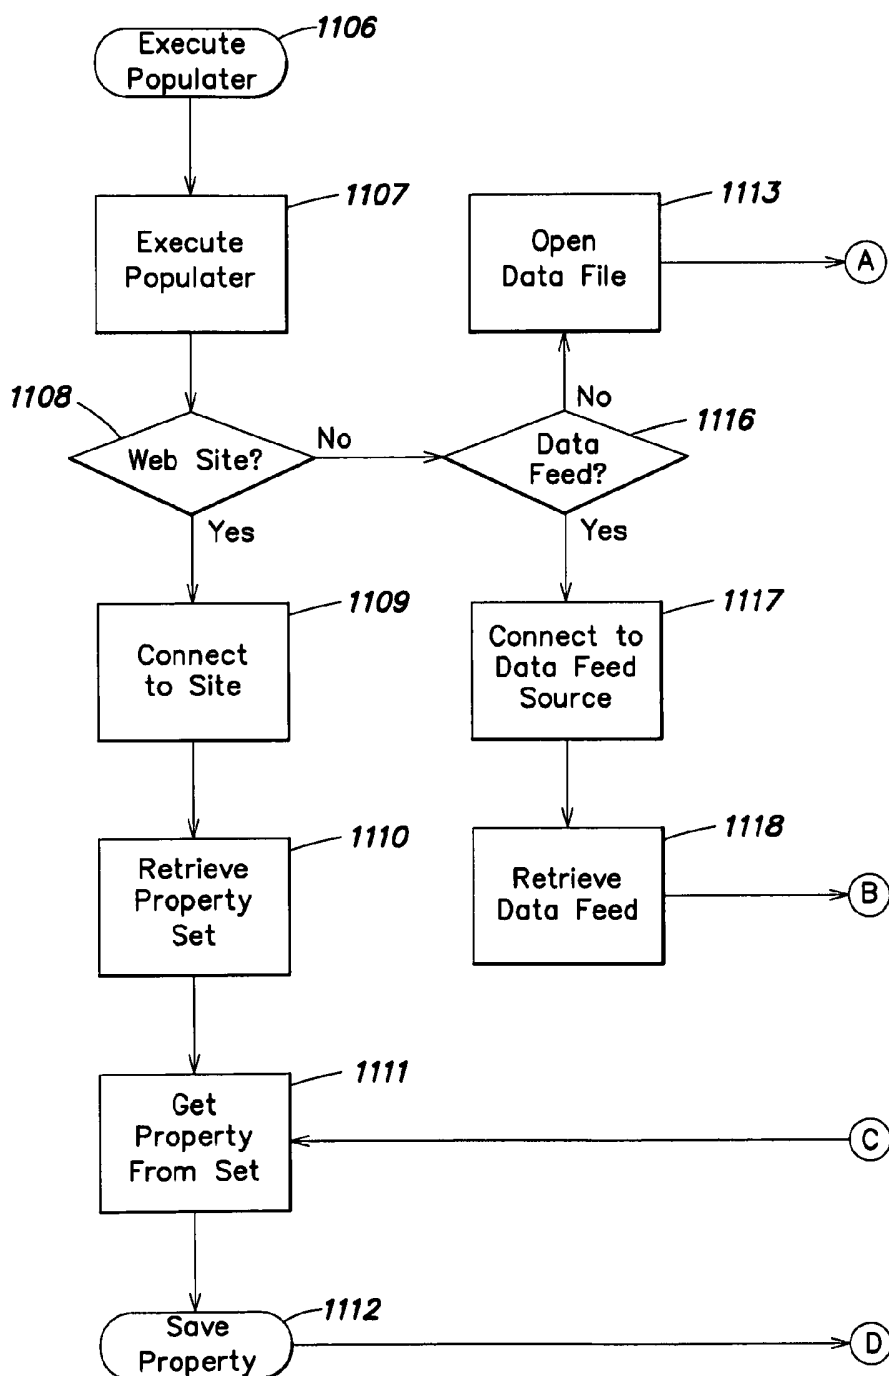 1106
Execute
Populater
1107
Execute
Populater
1113
Open
Data File
A
1108
Web Site?
No
No
1116
Data
Feed?
Yes
Yes
1109
Connect
to Site
1117
Connect to
Data Feed
Source
1110
Retrieve
Property
Set
1118
Retrieve
Data Feed
B
1111
Get
Property
From Set
C
1112
Save
Property
D